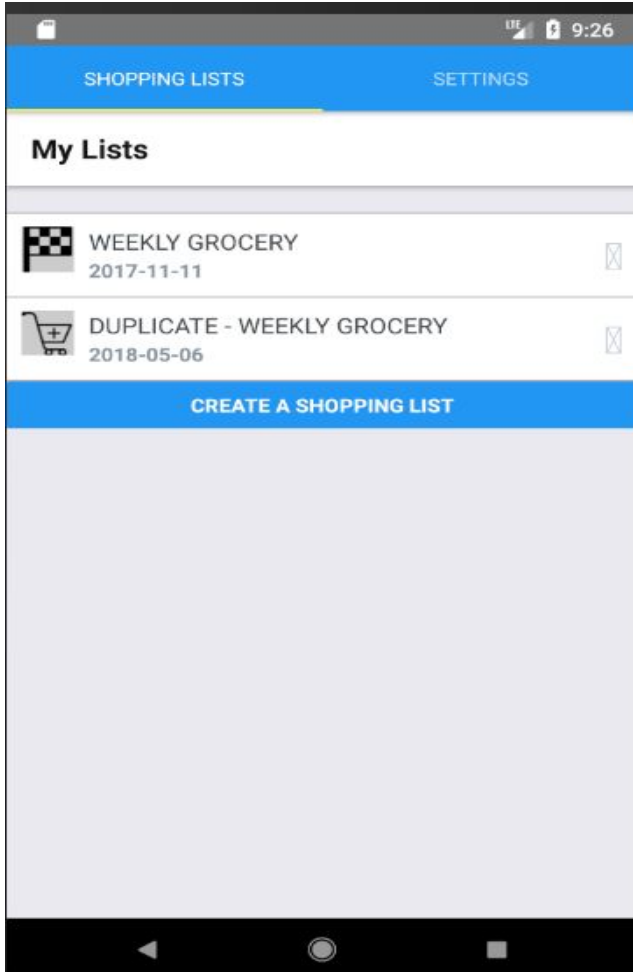 LTE 9:26
SHOPPING LISTS SETTINGS
My Lists
WEEKLY GROCERY
2017-11-11
DUPLICATE - WEEKLY GROCERY
2018-05-06
CREATE A SHOPPING LIST